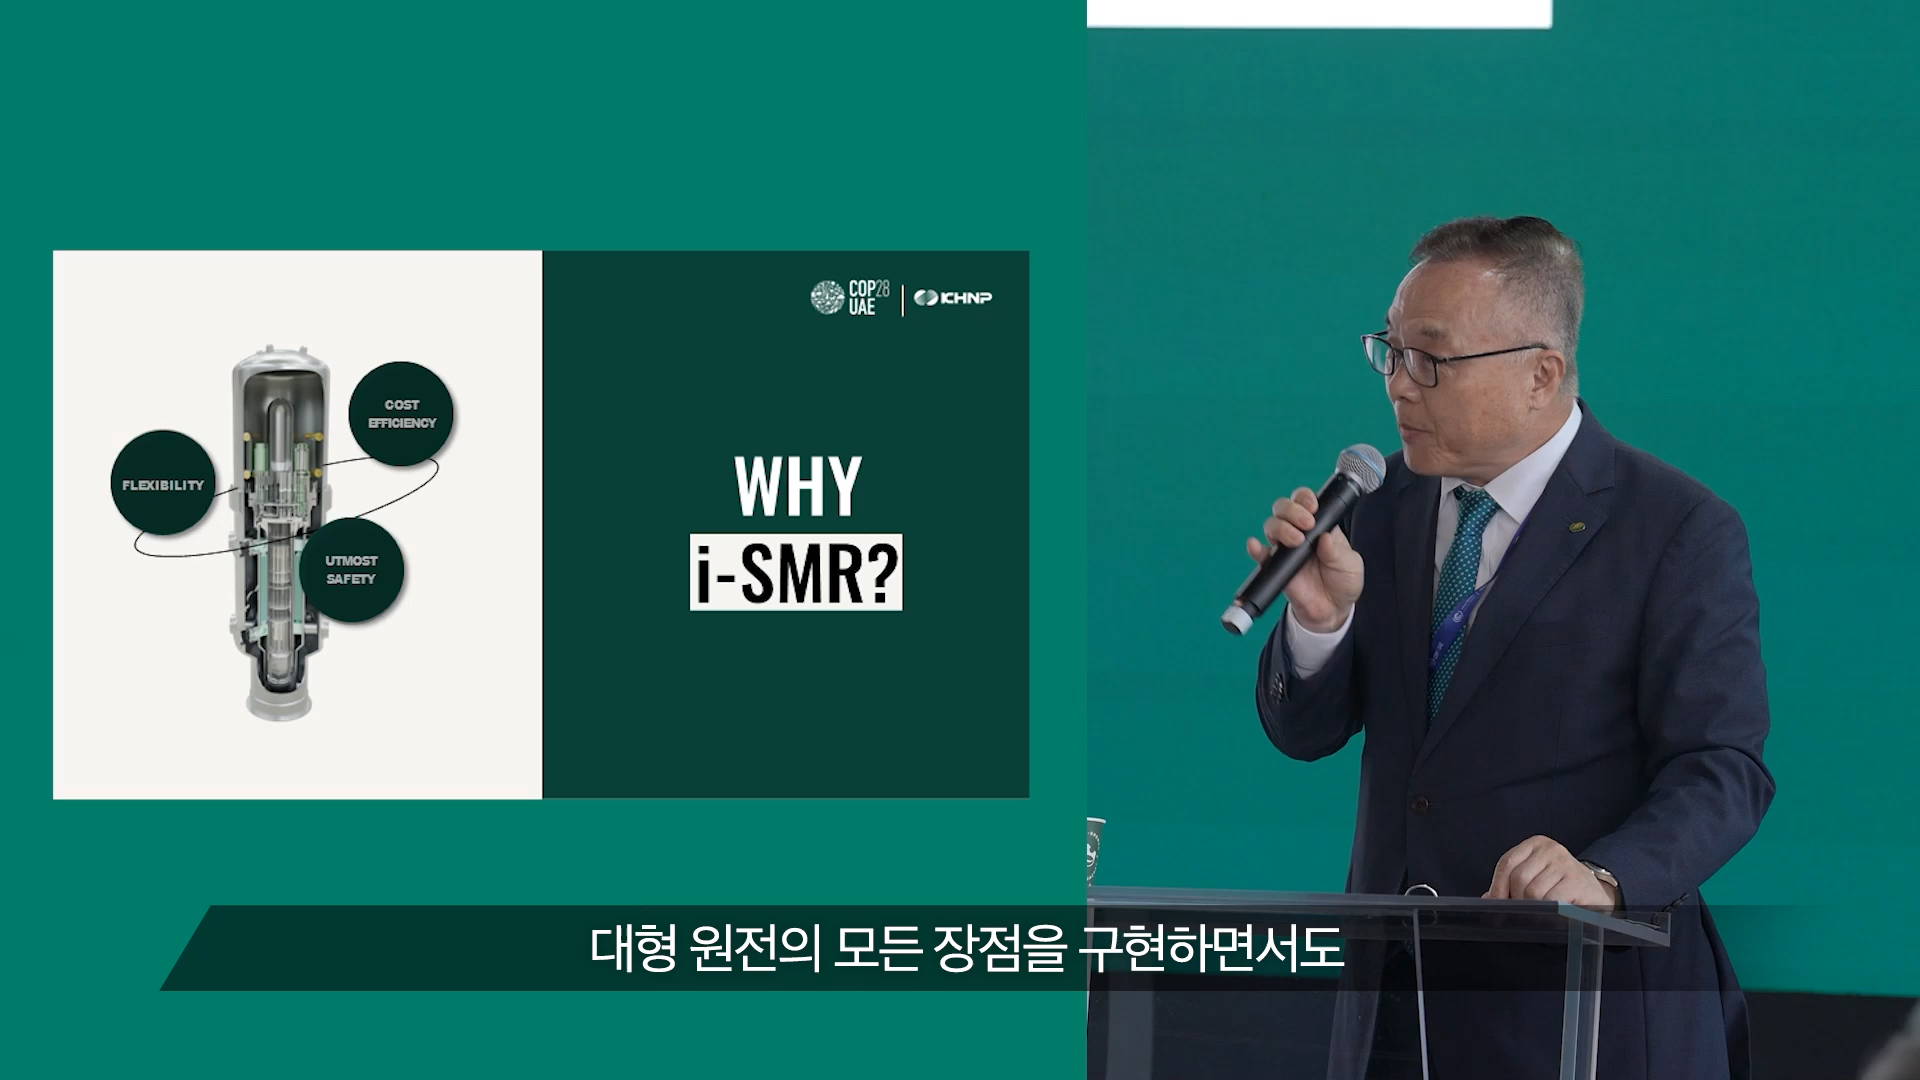 COP28
UAE
KHNP
COST
EFFICIENCY
FLEXIBILITY
UTMOST
SAFETY
WHY
i-SMR?
대형 원전의 모든 장점을 구현하면서도